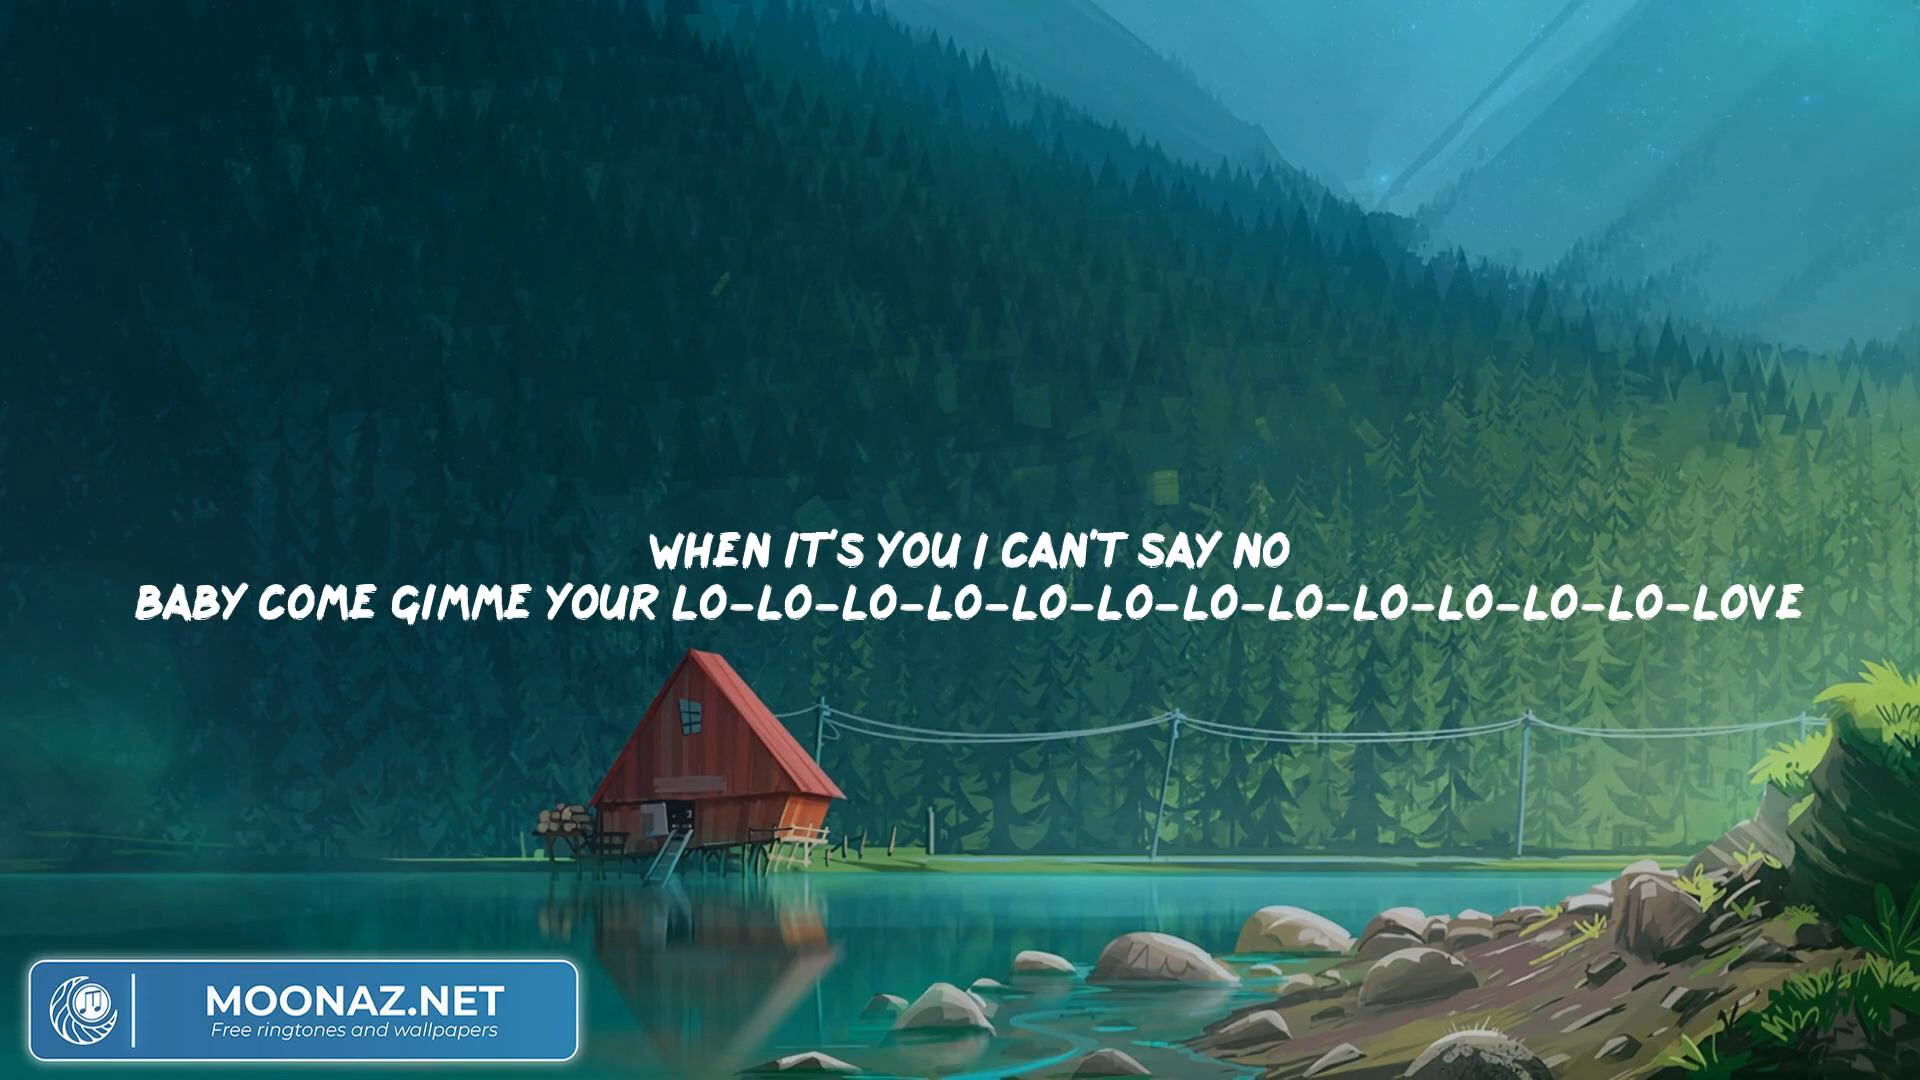 WHEN IT'S YOU I CAN'T SAY NO
BABY COME GIMME YOUR LO-LO-LO-LO-LO-LO-LO-LO-LO-LO-LO-LO-LOVE
MOONAZ.NET
Free ringtones and wallpapers